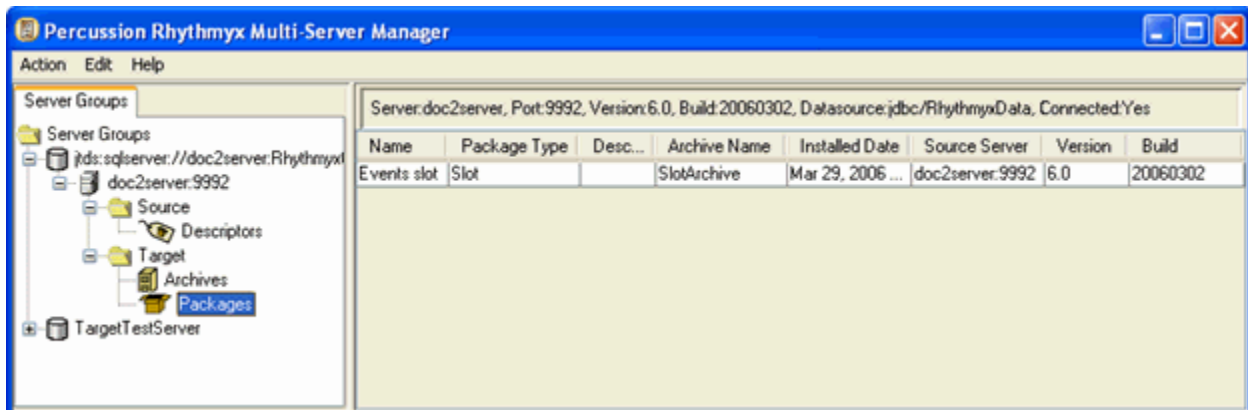 Percussion Rhythmyx Multi-Server Manager
Action Edit Help
Server Groups
Server Groups
jtds:sqlserver://doc2server:Rhythmyx
doc2server:9992
Source
Descriptors
Target
Archives
Packages
TargetTestServer
Server:doc2server, Port:9992, Version:6.0, Build:20060302, Datasource:jdbc/RhythmyxData, Connected:Yes
Name Package Type Desc... Archive Name Installed Date Source Server Version Build
Events slot Slot SlotArchive Mar 29, 2006 ... doc2server:9992 6.0 20060302